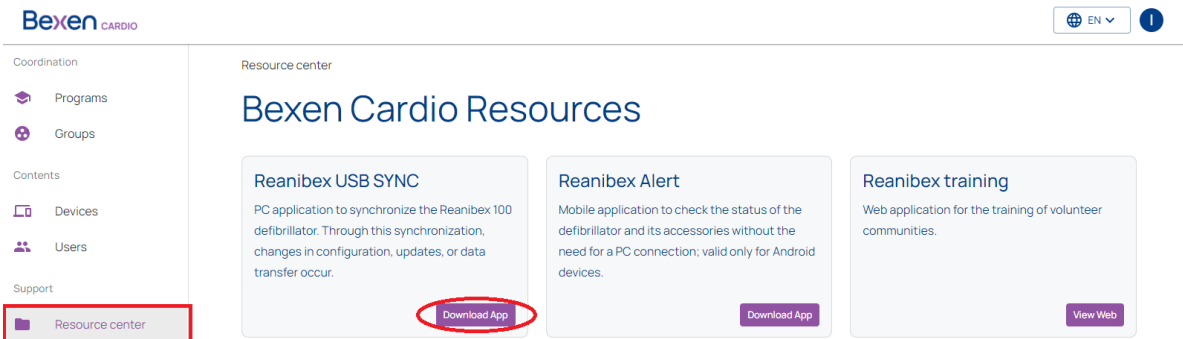 Bexen CARDIO
EN
I
Coordination
Programs
Groups
Contents
Devices
Users
Support
Resource center
Resource center
Bexen Cardio Resources
Reanibex USB SYNC
PC application to synchronize the Reanibex 100
defibrillator. Through this synchronization,
changes in configuration, updates, or data
transfer occur.
Download App
Reanibex Alert
Mobile application to check the status of the
defibrillator and its accessories without the
need for a PC connection; valid only for Android
devices.
Download App
Reanibex training
Web application for the training of volunteer
communities.
View Web